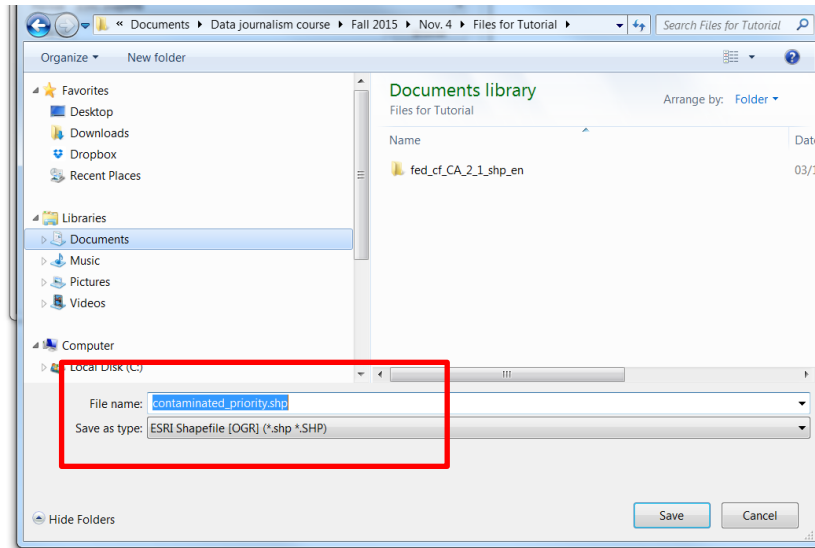 « Documents ▸ Data journalism course ▸ Fall 2015 ▸ Nov. 4 ▸ Files for Tutorial ▸ Search Files for Tutorial
Organize New folder
Favorites
Desktop
Downloads
Dropbox
Recent Places
Libraries
Documents
Music
Pictures
Videos
Computer
Local Disk (C:)
Documents library
Files for Tutorial
Arrange by: Folder
Name Dat
fed_cf_CA_2_1_shp_en 03/1
File name: contaminated_priority.shp
Save as type: ESRI Shapefile [OGR] (*.shp *.SHP)
Hide Folders Save Cancel